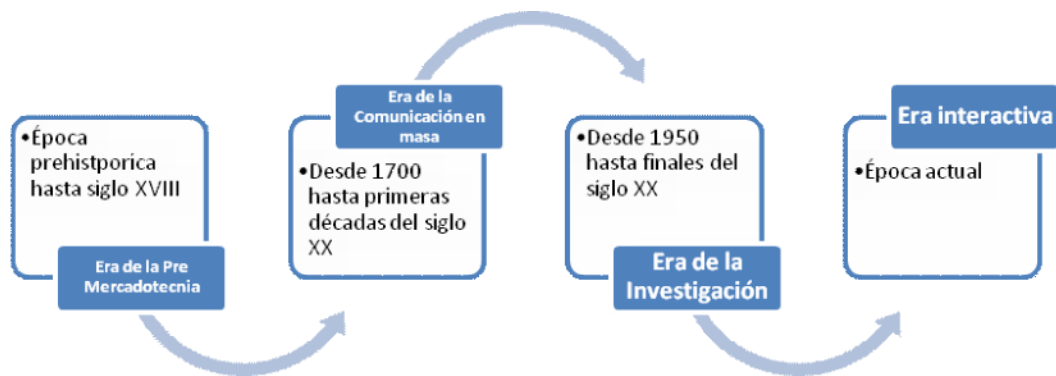 •Época
prehistporica
hasta siglo XVIII
Era de la Pre
Mercadotecnia
Era de la
Comunicación en
masa
•Desde 1700
hasta primeras
décadas del siglo
XX
•Desde 1950
hasta finales del
siglo XX
Era de la
Investigación
Era interactiva
•Época actual